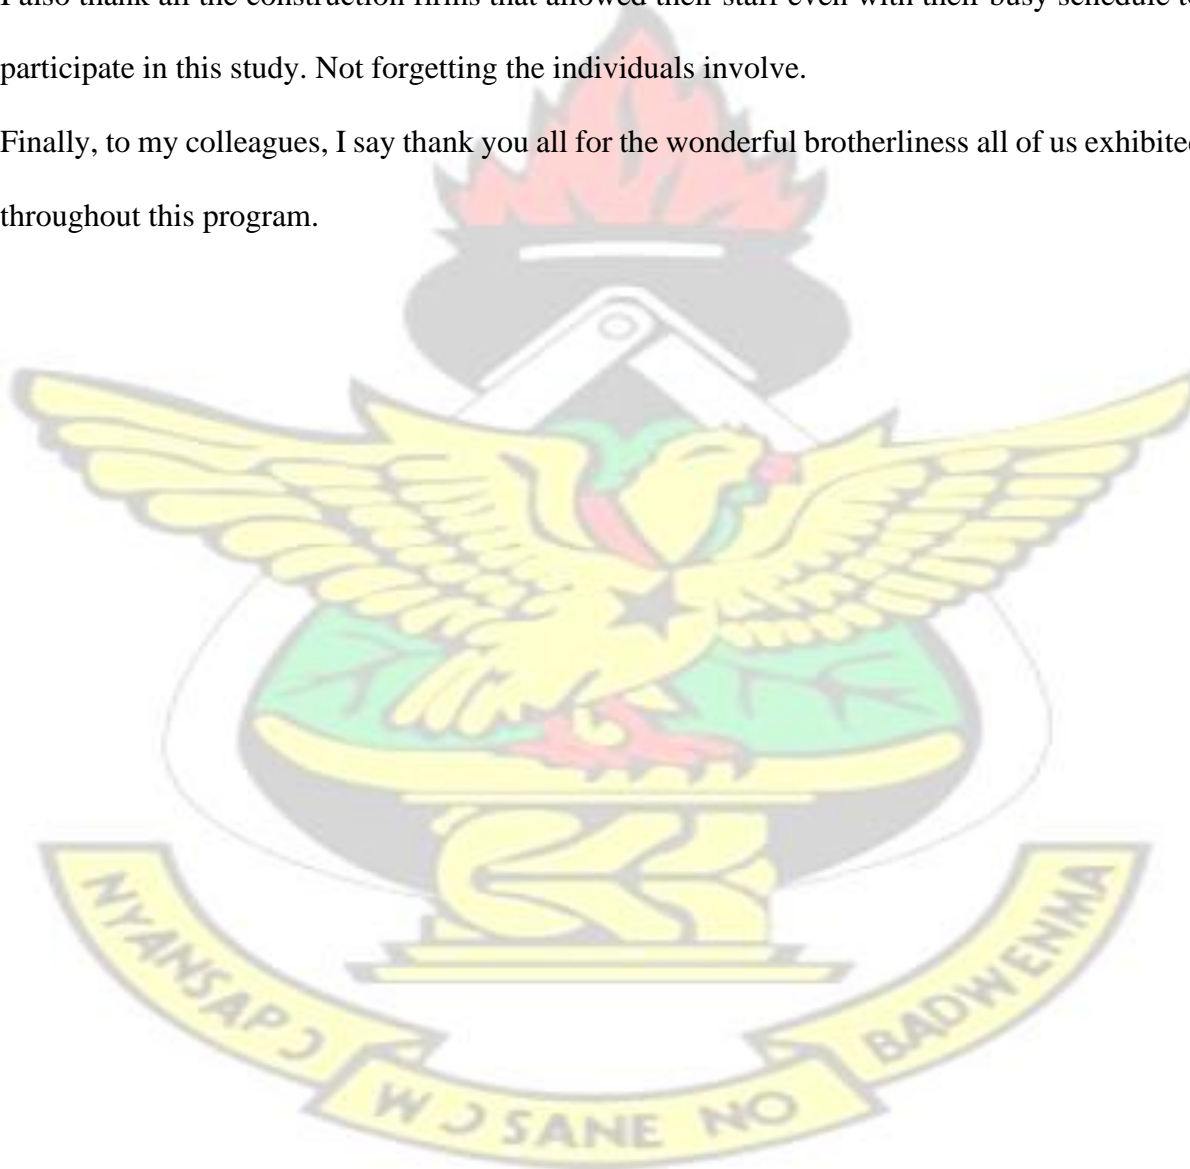 I also thank all the construction firms that allowed their staff even with their busy schedule to
participate in this study. Not forgetting the individuals involve.
Finally, to my colleagues, I say thank you all for the wonderful brotherliness all of us exhibited
throughout this program.
NYANSAPƆ
WƆSANE NO
BADWENMA